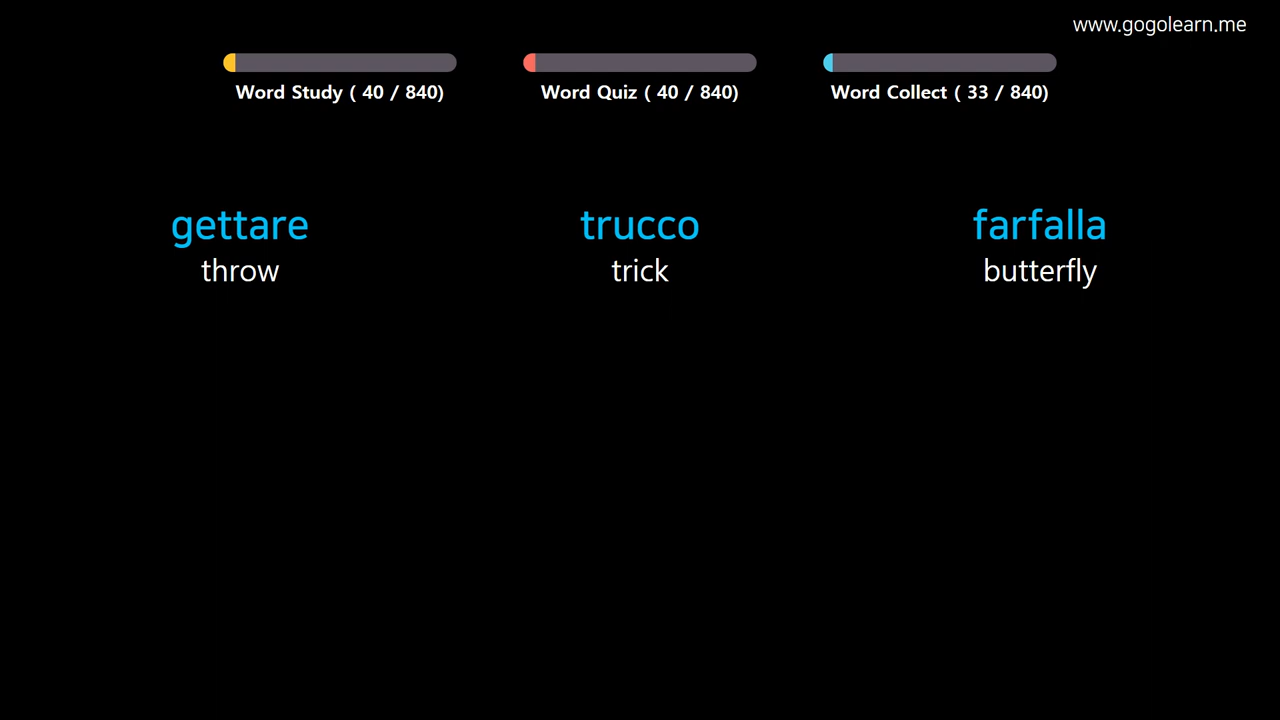 www.gogolearn.me
Word Study ( 40 / 840)
Word Quiz ( 40 / 840)
Word Collect ( 33 / 840)
gettare
throw
trucco
trick
farfalla
butterfly